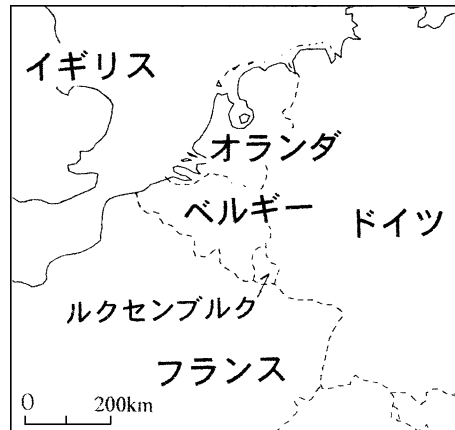 イギリス
オランダ
ベルギー
ドイツ
ルクセンブルク
フランス
0 200km